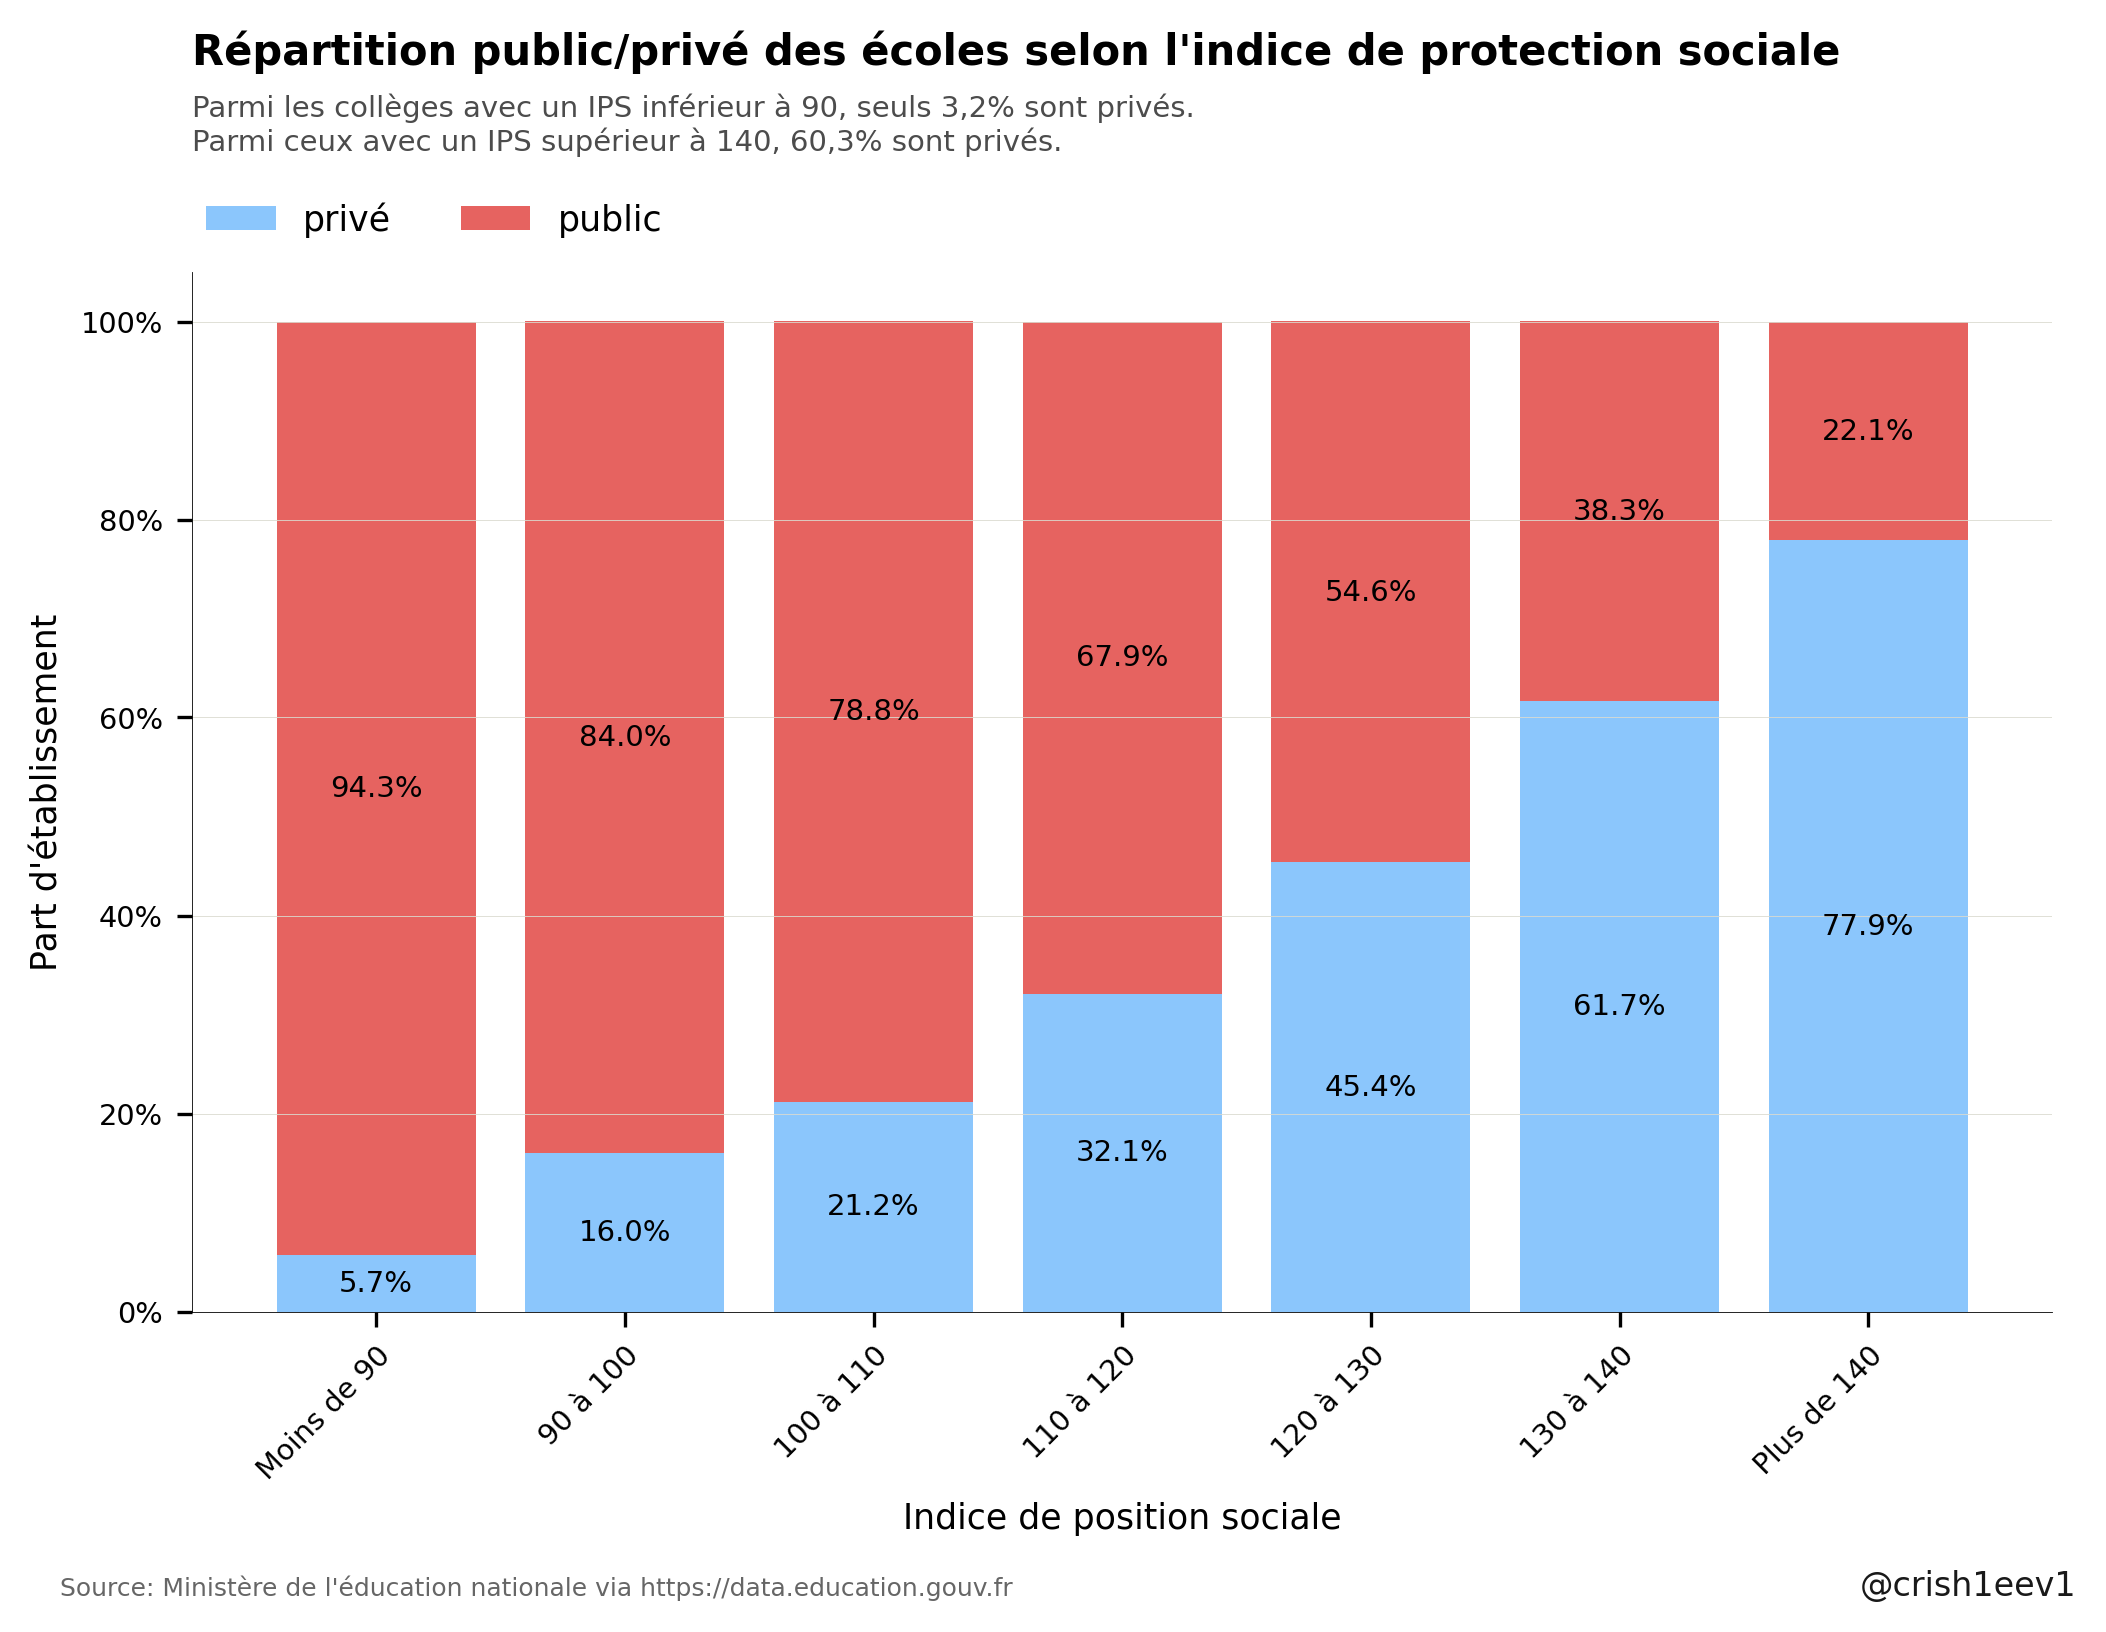 Répartition public/privé des écoles selon l'indice de protection sociale
Parmi les collèges avec un IPS inférieur à 90, seuls 3,2% sont privés.
Parmi ceux avec un IPS supérieur à 140, 60,3% sont privés.
privé public
100%
80%
60%
40%
20%
0%
Part d'établissement
94.3%
5.7%
84.0%
16.0%
78.8%
21.2%
67.9%
32.1%
54.6%
45.4%
38.3%
61.7%
22.1%
77.9%
Moins de 90
90 à 100
100 à 110
110 à 120
120 à 130
130 à 140
Plus de 140
Indice de position sociale
Source: Ministère de l'éducation nationale via https://data.education.gouv.fr
@crish1eev1